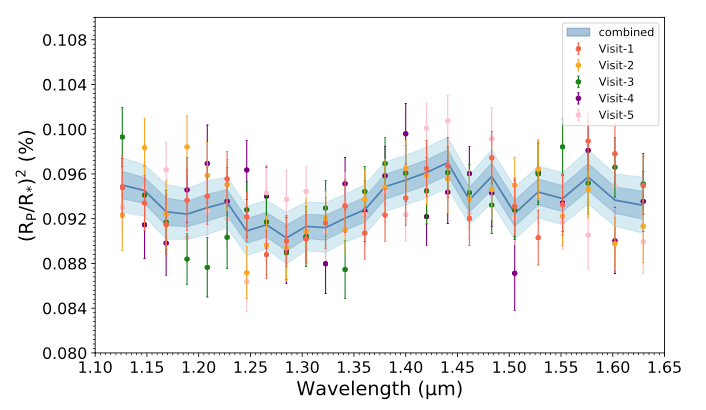 0.108
0.104
0.100
0.096
0.092
0.088
0.084
0.080
(R_P/R_*)^2 (%)
combined
Visit-1
Visit-2
Visit-3
Visit-4
Visit-5
1.10 1.15 1.20 1.25 1.30 1.35 1.40 1.45 1.50 1.55 1.60 1.65
Wavelength (μm)